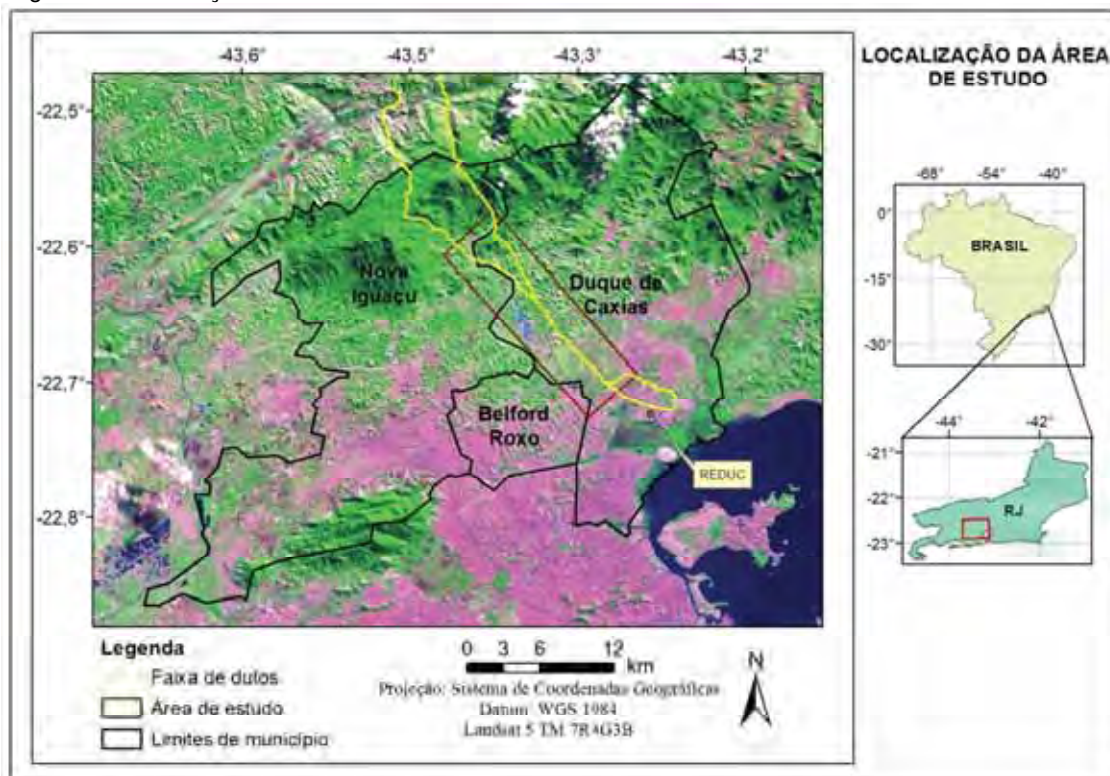 -43,6°
-43,5°
-43,3°
-43,2°
-22,5°
-22,6°
-22,7°
-22,8°
Nova
Iguaçu
Duque de
Caxias
Belford
Roxo
REDUC
Legenda
Faixa de dutos
Área de estudo
Limites de município
0 3 6 12
km
Projeção: Sistema de Coordenadas Geográficas
Datum: WGS 1984
Landsat 5 TM 7R4G3B
N
LOCALIZAÇÃO DA ÁREA
DE ESTUDO
-68° -54° -40°
0°
-15°
-30°
BRASIL
-44° -42°
-21°
-22°
-23°
RJ